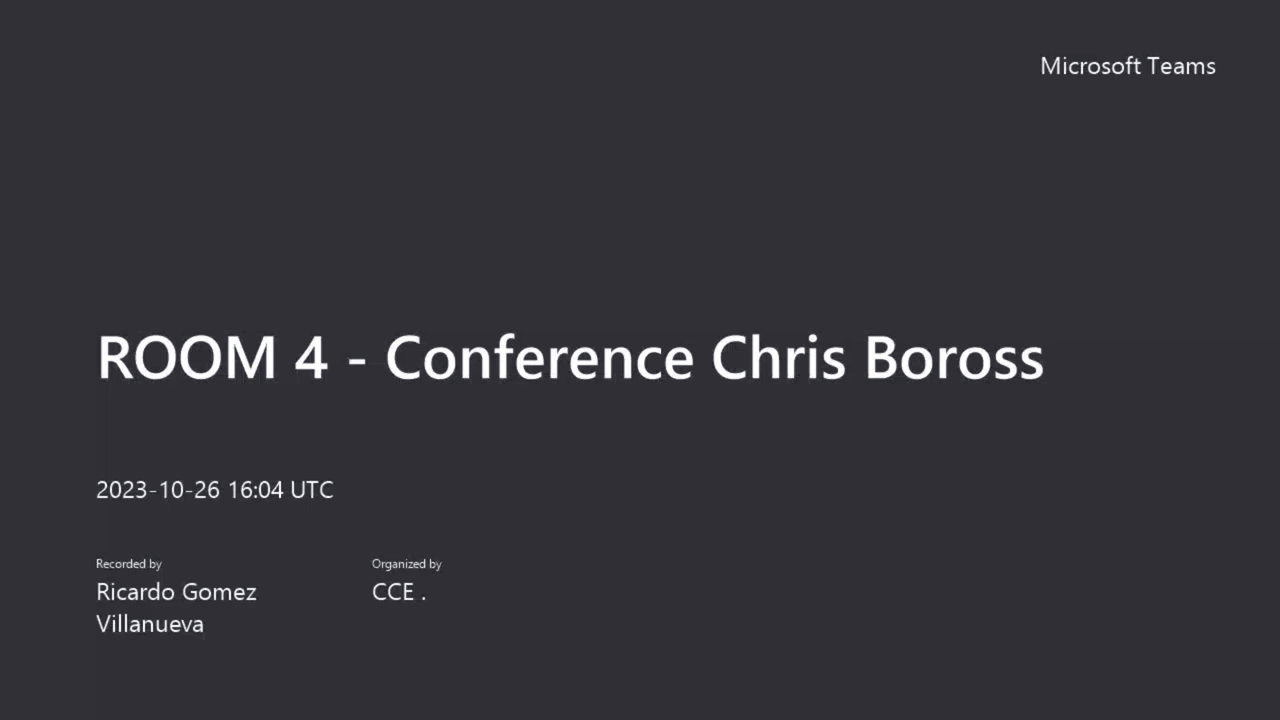 Microsoft Teams
ROOM 4 - Conference Chris Boross
2023-10-26 16:04 UTC
Recorded by
Ricardo Gomez
Villanueva
Organized by
CCE .